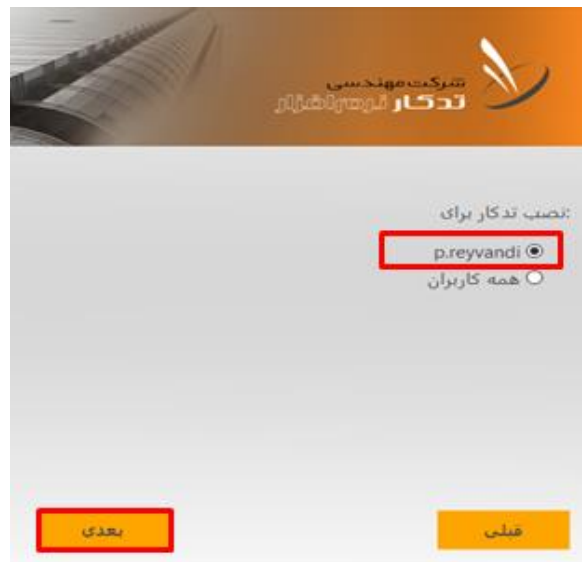 شرکت مهندسی
تدکار نرم‌افزار
نصب تدکار برای:
p.reyvandi
همه کاربران
قبلی
بعدی